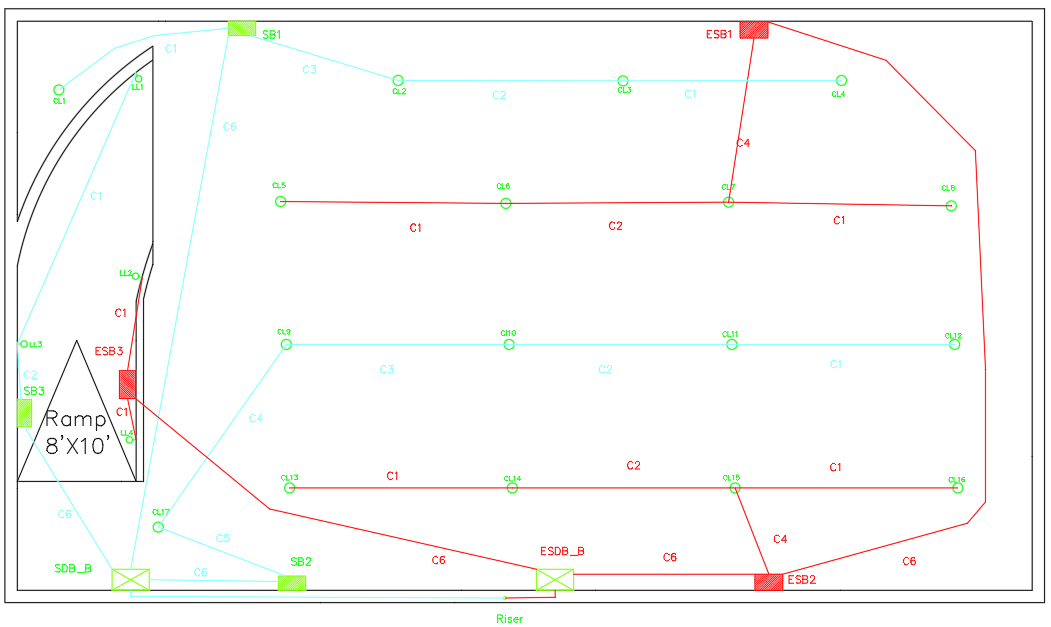 SB1
ESB1
C1
C3
LL1
CL1
CL2
C2
CL3
C1
CL4
C6
C4
C1
CL5
CL6
CL7
CL8
C1
C2
C1
LL2
C1
CL9
Cl10
CL11
CL12
LL3
ESB3
C3
C2
C1
C2
SB3
C1
Ramp
8'X10'
LL4
C4
CL13
C1
CL14
C2
CL15
C1
CL16
C6
CL17
C5
C4
SDB_B
C6
SB2
C6
ESDB_B
C6
ESB2
C6
Riser